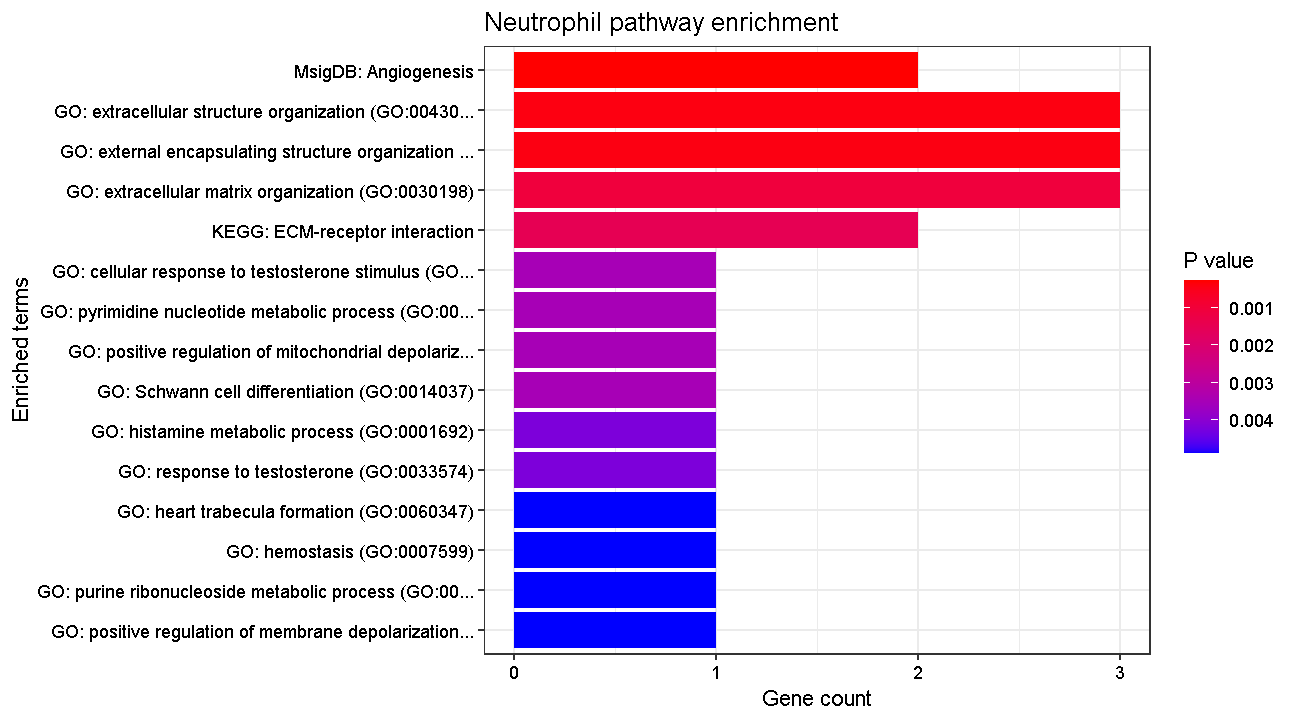 Neutrophil pathway enrichment
MsigDB: Angiogenesis
GO: extracellular structure organization (GO:00430...
GO: external encapsulating structure organization ...
GO: extracellular matrix organization (GO:0030198)
KEGG: ECM-receptor interaction
GO: cellular response to testosterone stimulus (GO...
GO: pyrimidine nucleotide metabolic process (GO:00...
GO: positive regulation of mitochondrial depolariz...
GO: Schwann cell differentiation (GO:0014037)
GO: histamine metabolic process (GO:0001692)
GO: response to testosterone (GO:0033574)
GO: heart trabecula formation (GO:0060347)
GO: hemostasis (GO:0007599)
GO: purine ribonucleoside metabolic process (GO:00...
GO: positive regulation of membrane depolarization...
Enriched terms
0 1 2 3
Gene count
P value
0.001
0.002
0.003
0.004